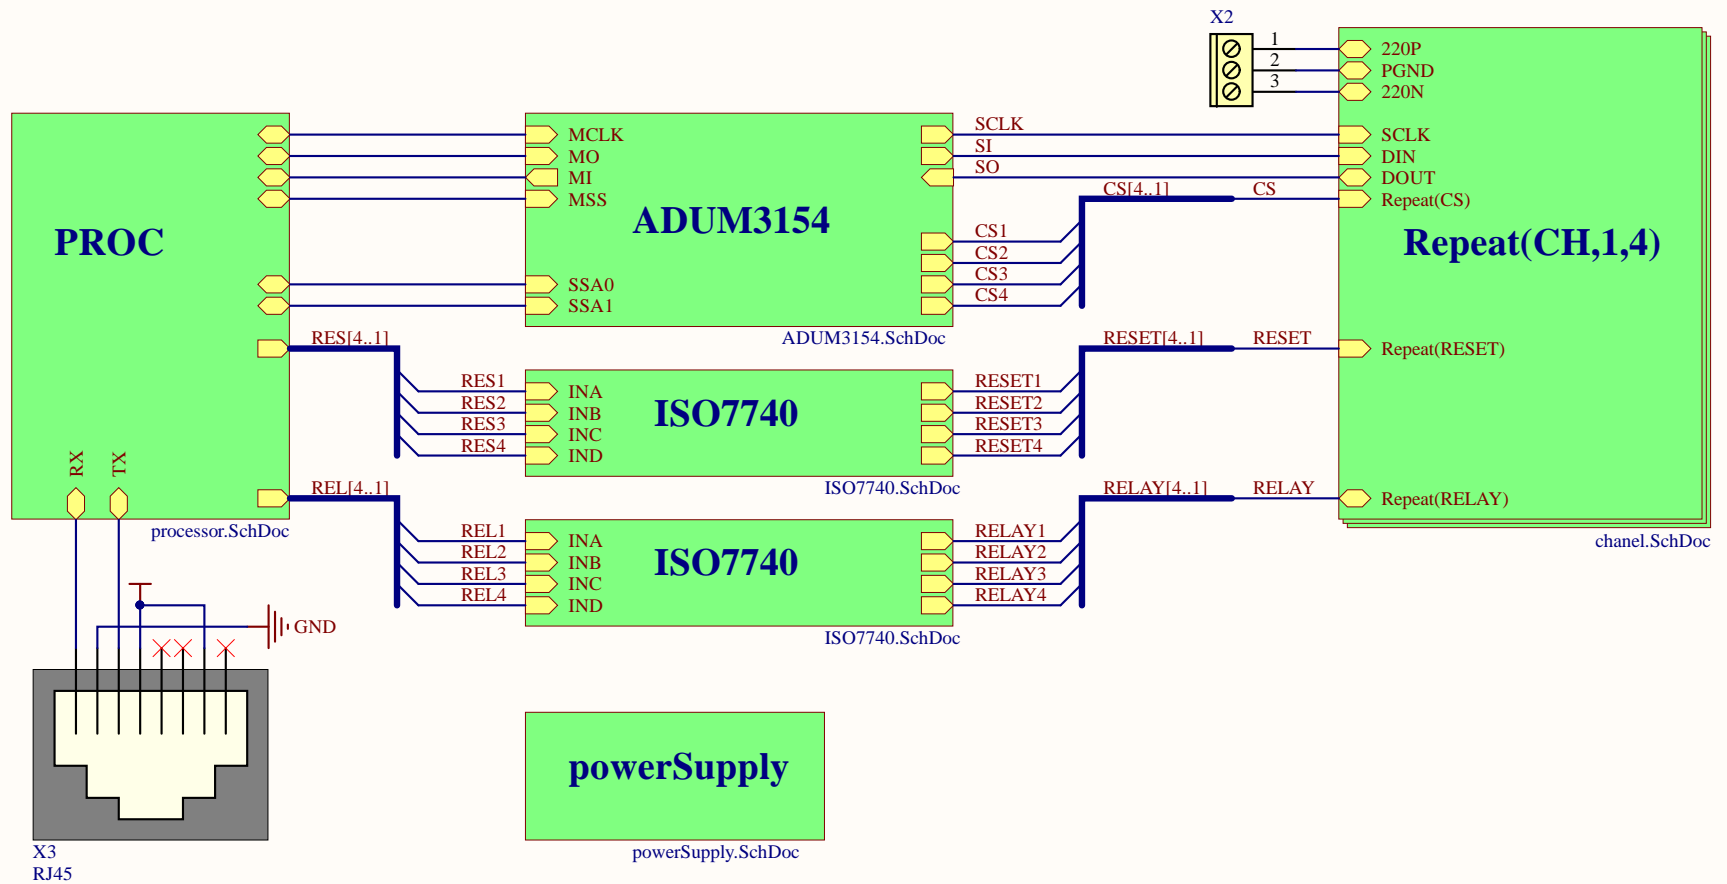 X2
1
2
3
220P
PGND
220N
PROC
MCLK
MO
MI
MSS
SSA0
SSA1
ADUM3154
ADUM3154.SchDoc
SCLK
SI
SO
CS1
CS2
CS3
CS4
CS[4..1]
CS
SCLK
DIN
DOUT
Repeat(CS)
Repeat(CH,1,4)
Repeat(RESET)
Repeat(RELAY)
chanel.SchDoc
RES[4..1]
RES1
RES2
RES3
RES4
INA
INB
INC
IND
ISO7740
ISO7740.SchDoc
RESET1
RESET2
RESET3
RESET4
RESET[4..1]
RESET
RX
TX
processor.SchDoc
REL[4..1]
REL1
REL2
REL3
REL4
INA
INB
INC
IND
ISO7740
ISO7740.SchDoc
RELAY1
RELAY2
RELAY3
RELAY4
RELAY[4..1]
RELAY
GND
X3
RJ45
powerSupply
powerSupply.SchDoc